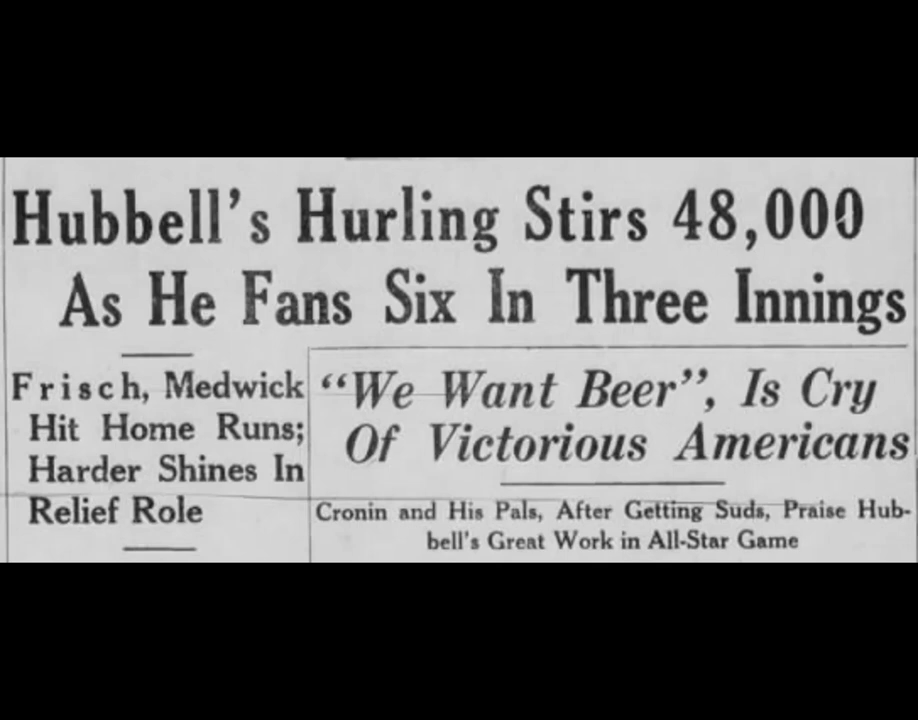 Hubbell's Hurling Stirs 48,000
As He Fans Six In Three Innings
Frisch, Medwick
Hit Home Runs;
Harder Shines In
Relief Role
"We Want Beer", Is Cry
Of Victorious Americans
Cronin and His Pals, After Getting Suds, Praise Hub-
bell's Great Work in All-Star Game